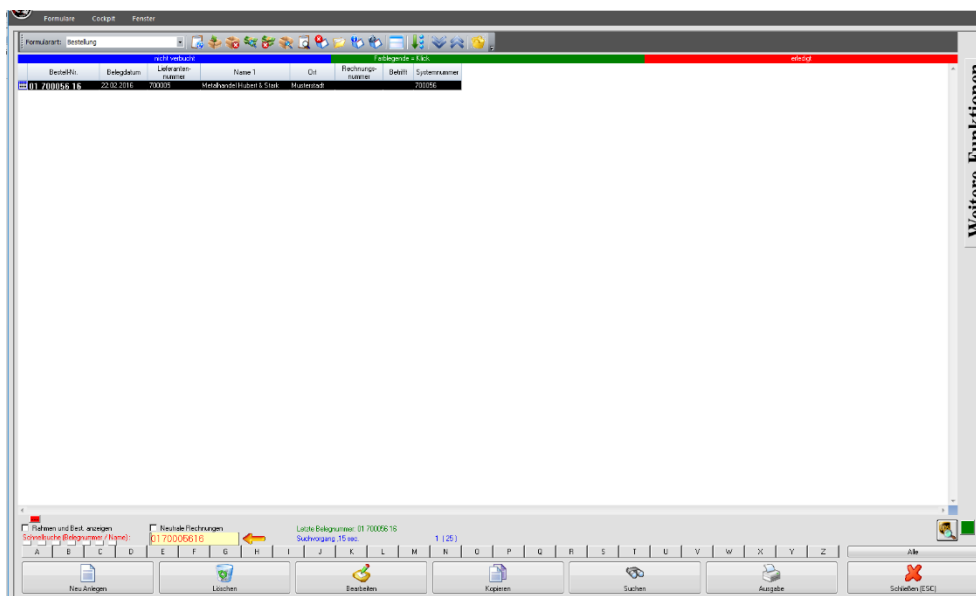 Formulare Cockpit Fenster
Formularart: Bestellung
nicht verbucht Farblegende = Klick erledigt
Bestell-Nr. Belegdatum Lieferanten-nummer Name 1 Ort Rechnungs-nummer Betrifft Systemnummer
01 700056 16 22.02.2016 700005 Metallhandel Hubert & Stark Musterstadt 700056
Weitere Funktionen
Rahmen und Best. anzeigen Neutrale Rechnungen Letzte Belegnummer: 01 700056 16
Schnellsuche (Belegnummer / Name): 0170005616 Suchvorgang ,15 sec. 1 ( 25 )
A B C D E F G H I J K L M N O P Q R S T U V W X Y Z Alle
Neu Anlegen Löschen Bearbeiten Kopieren Suchen Ausgabe Schließen (ESC)